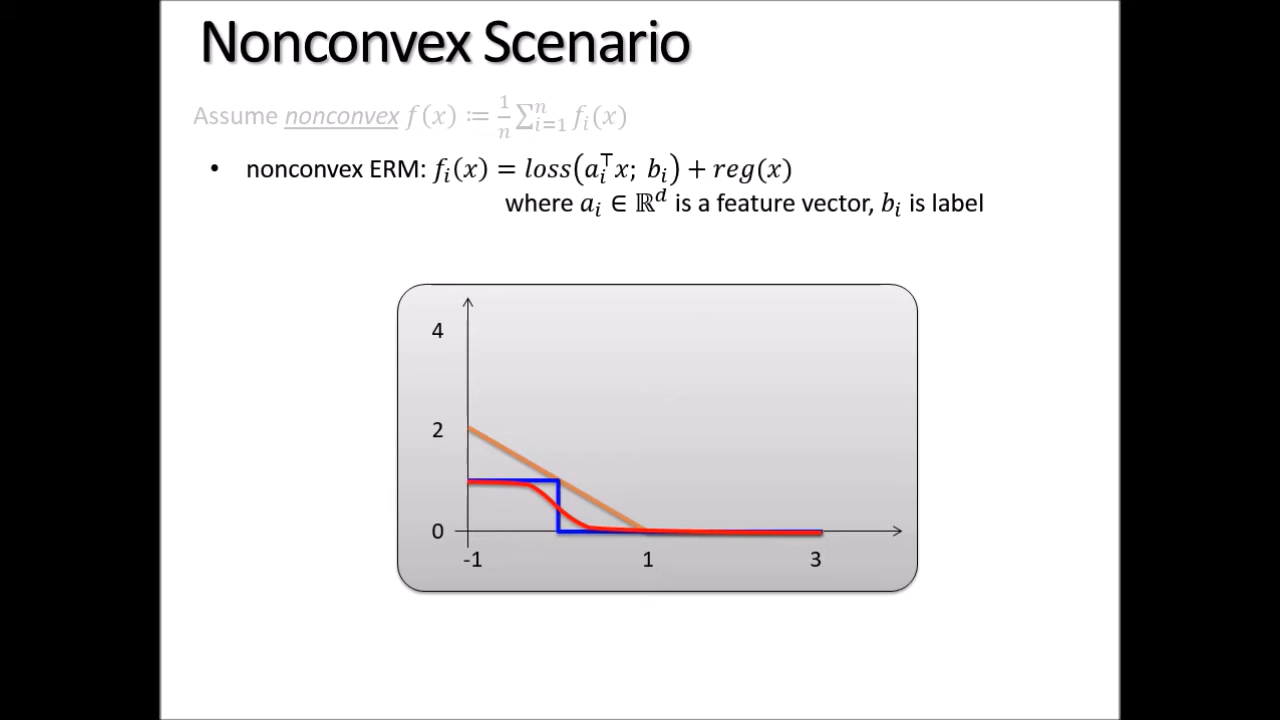 Nonconvex Scenario
Assume nonconvex f(x) ≔ 1/n ∑ⁿᵢ₌₁ fᵢ(x)
• nonconvex ERM: fᵢ(x) = loss(aᵢᵀx; bᵢ) + reg(x)
where aᵢ ∈ ℝᵈ is a feature vector, bᵢ is label
4
2
0
-1 1 3